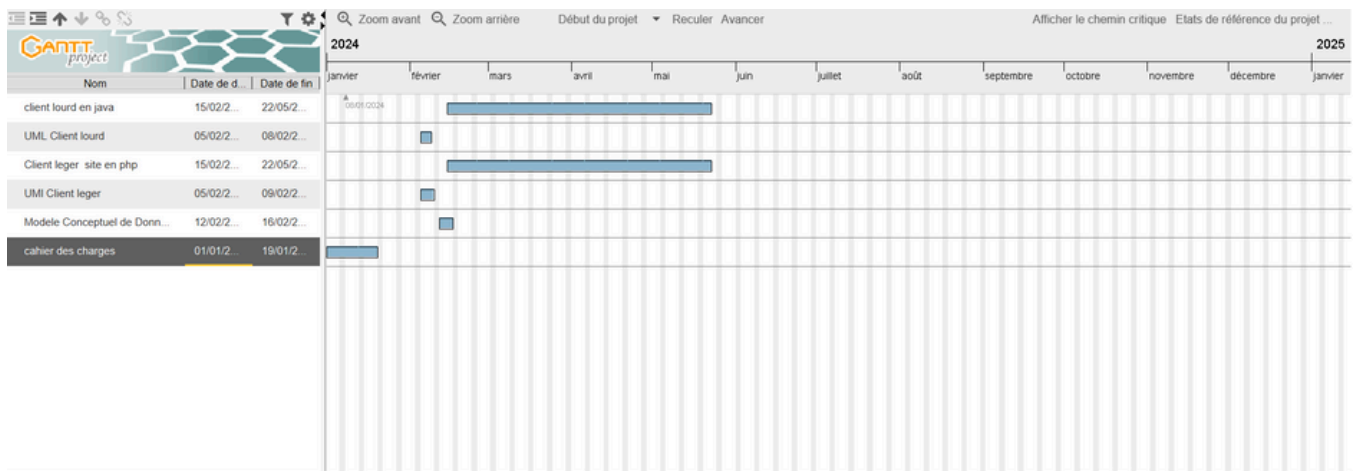 Zoom avant Zoom arrière Début du projet Reculer Avancer Afficher le chemin critique Etats de référence du projet ...
GANTT project
2024 2025
Nom Date de d... Date de fin
janvier février mars avril mai juin juillet août septembre octobre novembre décembre janvier
client lourd en java 15/02/2... 22/05/2...
08/01/2024
UML Client lourd 05/02/2... 08/02/2...
Client leger site en php 15/02/2... 22/05/2...
UMl Client leger 05/02/2... 09/02/2...
Modele Conceptuel de Donn... 12/02/2... 16/02/2...
cahier des charges 01/01/2... 19/01/2...